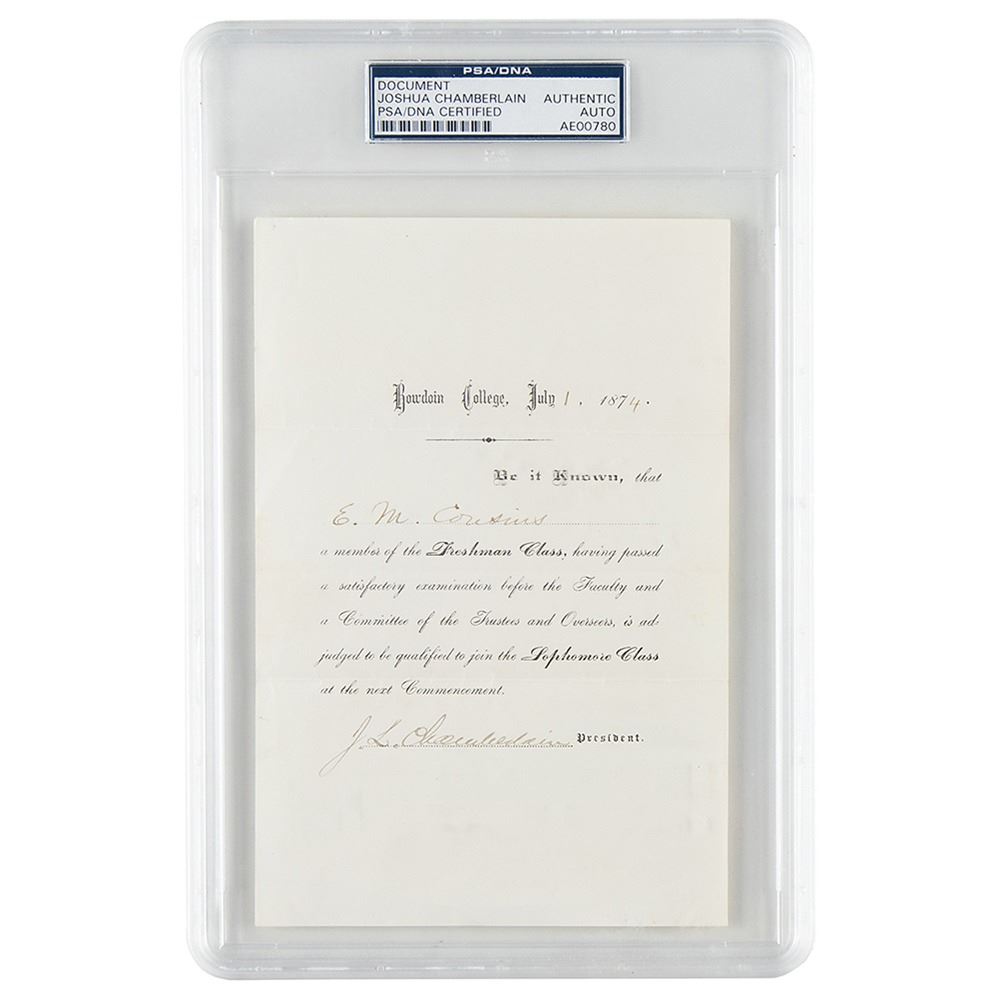 PSA/DNA
DOCUMENT
JOSHUA CHAMBERLAIN AUTHENTIC
PSA/DNA CERTIFIED AUTO
AE00780
Bowdoin College, July 1. 1874.
Be it Known, that
E. M. Cousins
a member of the Freshman Class, having passed
a satisfactory examination before the Faculty and
a Committee of the Trustees and Overseers, is ad-
judged to be qualified to join the Sophomore Class
at the next Commencement.
J. L. Chamberlain President.